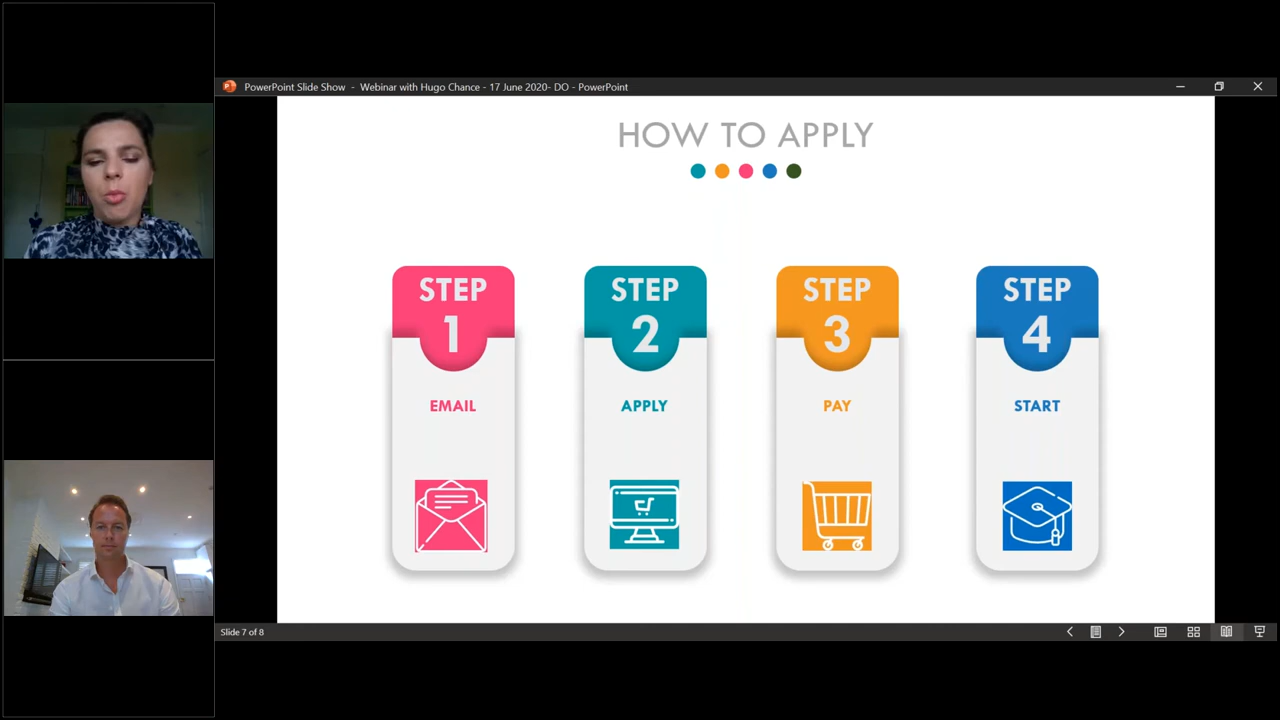 PowerPoint Slide Show - Webinar with Hugo Chance - 17 June 2020- DO - PowerPoint
HOW TO APPLY
STEP
1
EMAIL
STEP
2
APPLY
STEP
3
PAY
STEP
4
START
Slide 7 of 8